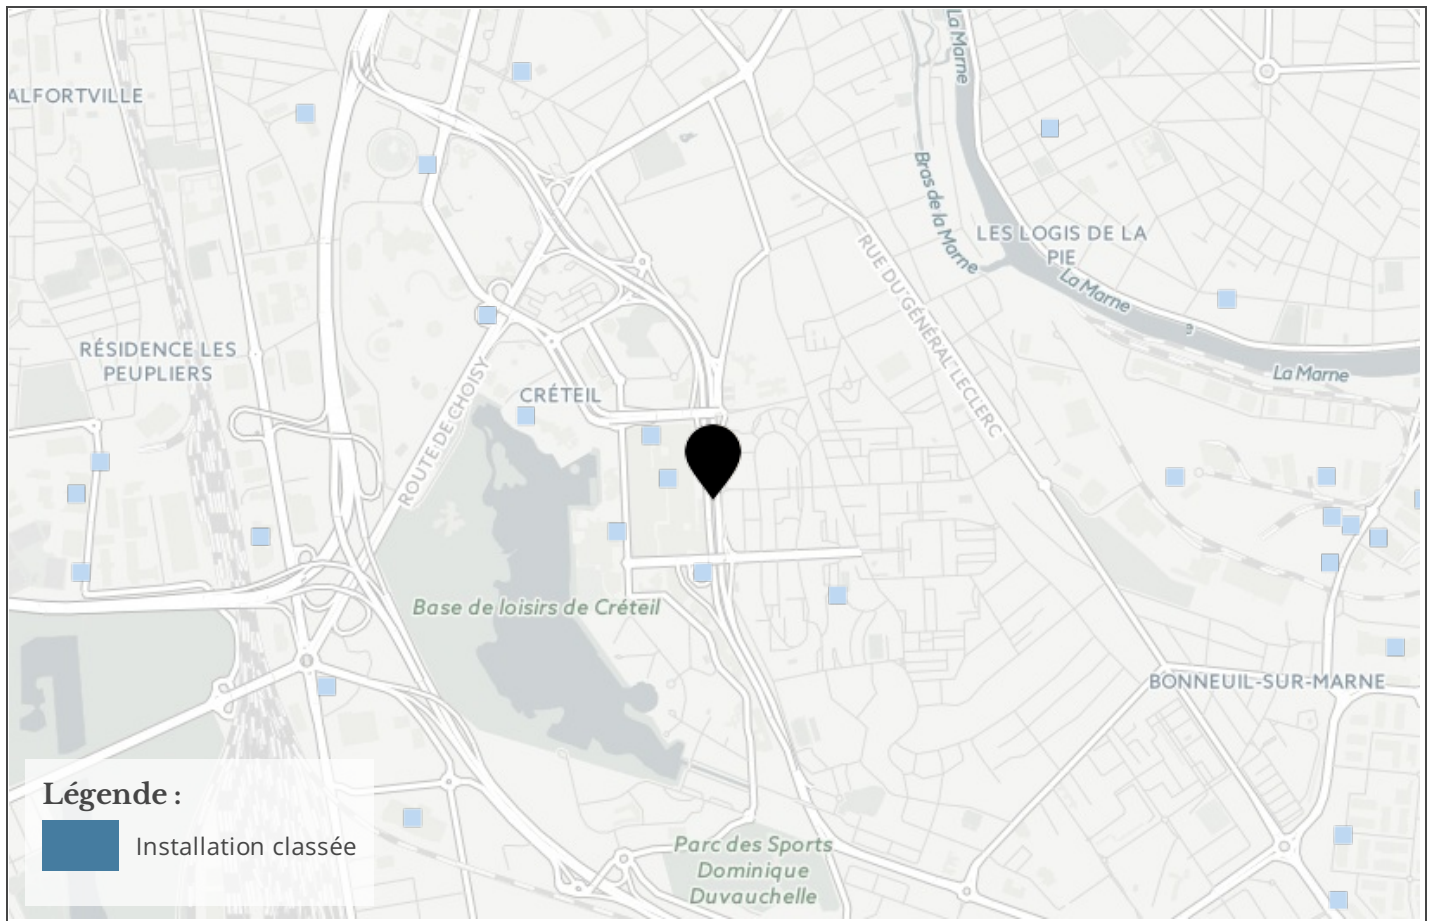 La Marne
ALFORTVILLE
Bras de la Marne
LES LOGIS DE LA
PIE
RUE DU GÉNÉRAL LECLERC
La Marne
e
RÉSIDENCE LES
PEUPLIERS
La Marne
CRÉTEIL
ROUTE DE CHOISY
Base de loisirs de Créteil
BONNEUIL-SUR-MARNE
Légende :
Installation classée
Parc des Sports
Dominique
Duvauchelle